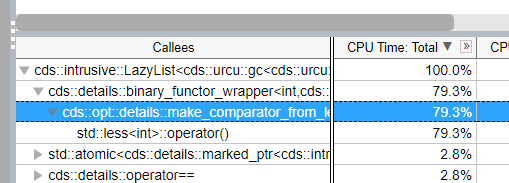 Callees CPU Time: Total
cds::intrusive::LazyList<cds::urcu::gc<cds::urcu: 100.0%
cds::details::binary_functor_wrapper<int,cds: 79.3%
cds::opt::details::make_comparator_from_le 79.3%
std::less<int>::operator() 79.3%
std::atomic<cds::details::marked_ptr<cds::intr 2.8%
cds::details::operator== 2.8%